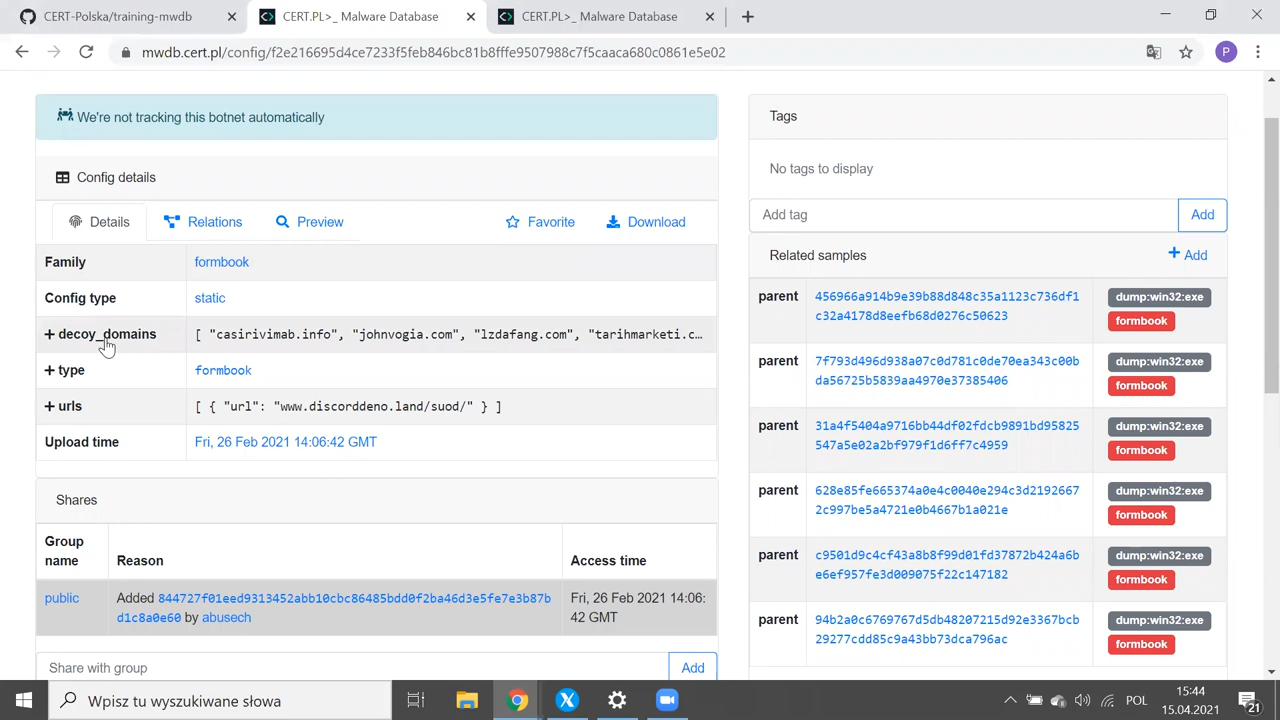 CERT-Polska/training-mwdb
CERT.PL>_ Malware Database
CERT.PL>_ Malware Database
mwdb.cert.pl/config/f2e216695d4ce7233f5feb846bc81b8fffe9507988c7f5caaca680c0861e5e02
P
We're not tracking this botnet automatically
Config details
Details Relations Preview Favorite Download
Family formbook
Config type static
+ decoy_domains [ "casirivimab.info", "johnvogia.com", "lzdafang.com", "tarihmarketi.c…
+ type formbook
+ urls [ { "url": "www.discorddeno.land/suod/" } ]
Upload time Fri, 26 Feb 2021 14:06:42 GMT
Shares
Group name Reason Access time
public Added 844727f01eed9313452abb10cbc86485bdd0f2ba46d3e5fe7e3b87b
d1c8a0e60 by abusech
Fri, 26 Feb 2021 14:06:
42 GMT
Share with group Add
Tags
No tags to display
Add tag Add
Related samples + Add
parent 456966a914b9e39b88d848c35a1123c736df1 dump:win32:exe
c32a4178d8eefb68d0276c50623 formbook
parent 7f793d496d938a07c0d781c0de70ea343c00b dump:win32:exe
da56725b5839aa4970e37385406 formbook
parent 31a4f5404a9716bb44df02fdcb9891bd95825 dump:win32:exe
547a5e02a2bf979f1d6ff7c4959 formbook
parent 628e85fe665374a0e4c0040e294c3d2192667 dump:win32:exe
2c997be5a4721e0b4667b1a021e formbook
parent c9501d9c4cf43a8b8f99d01fd37872b424a6b dump:win32:exe
e6ef957fe3d009075f22c147182 formbook
parent 94b2a0c6769767d5db48207215d92e3367bcb dump:win32:exe
29277cdd85c9a43bb73dca796ac formbook
Wpisz tu wyszukiwane słowa
POL
15:44
15.04.2021
21